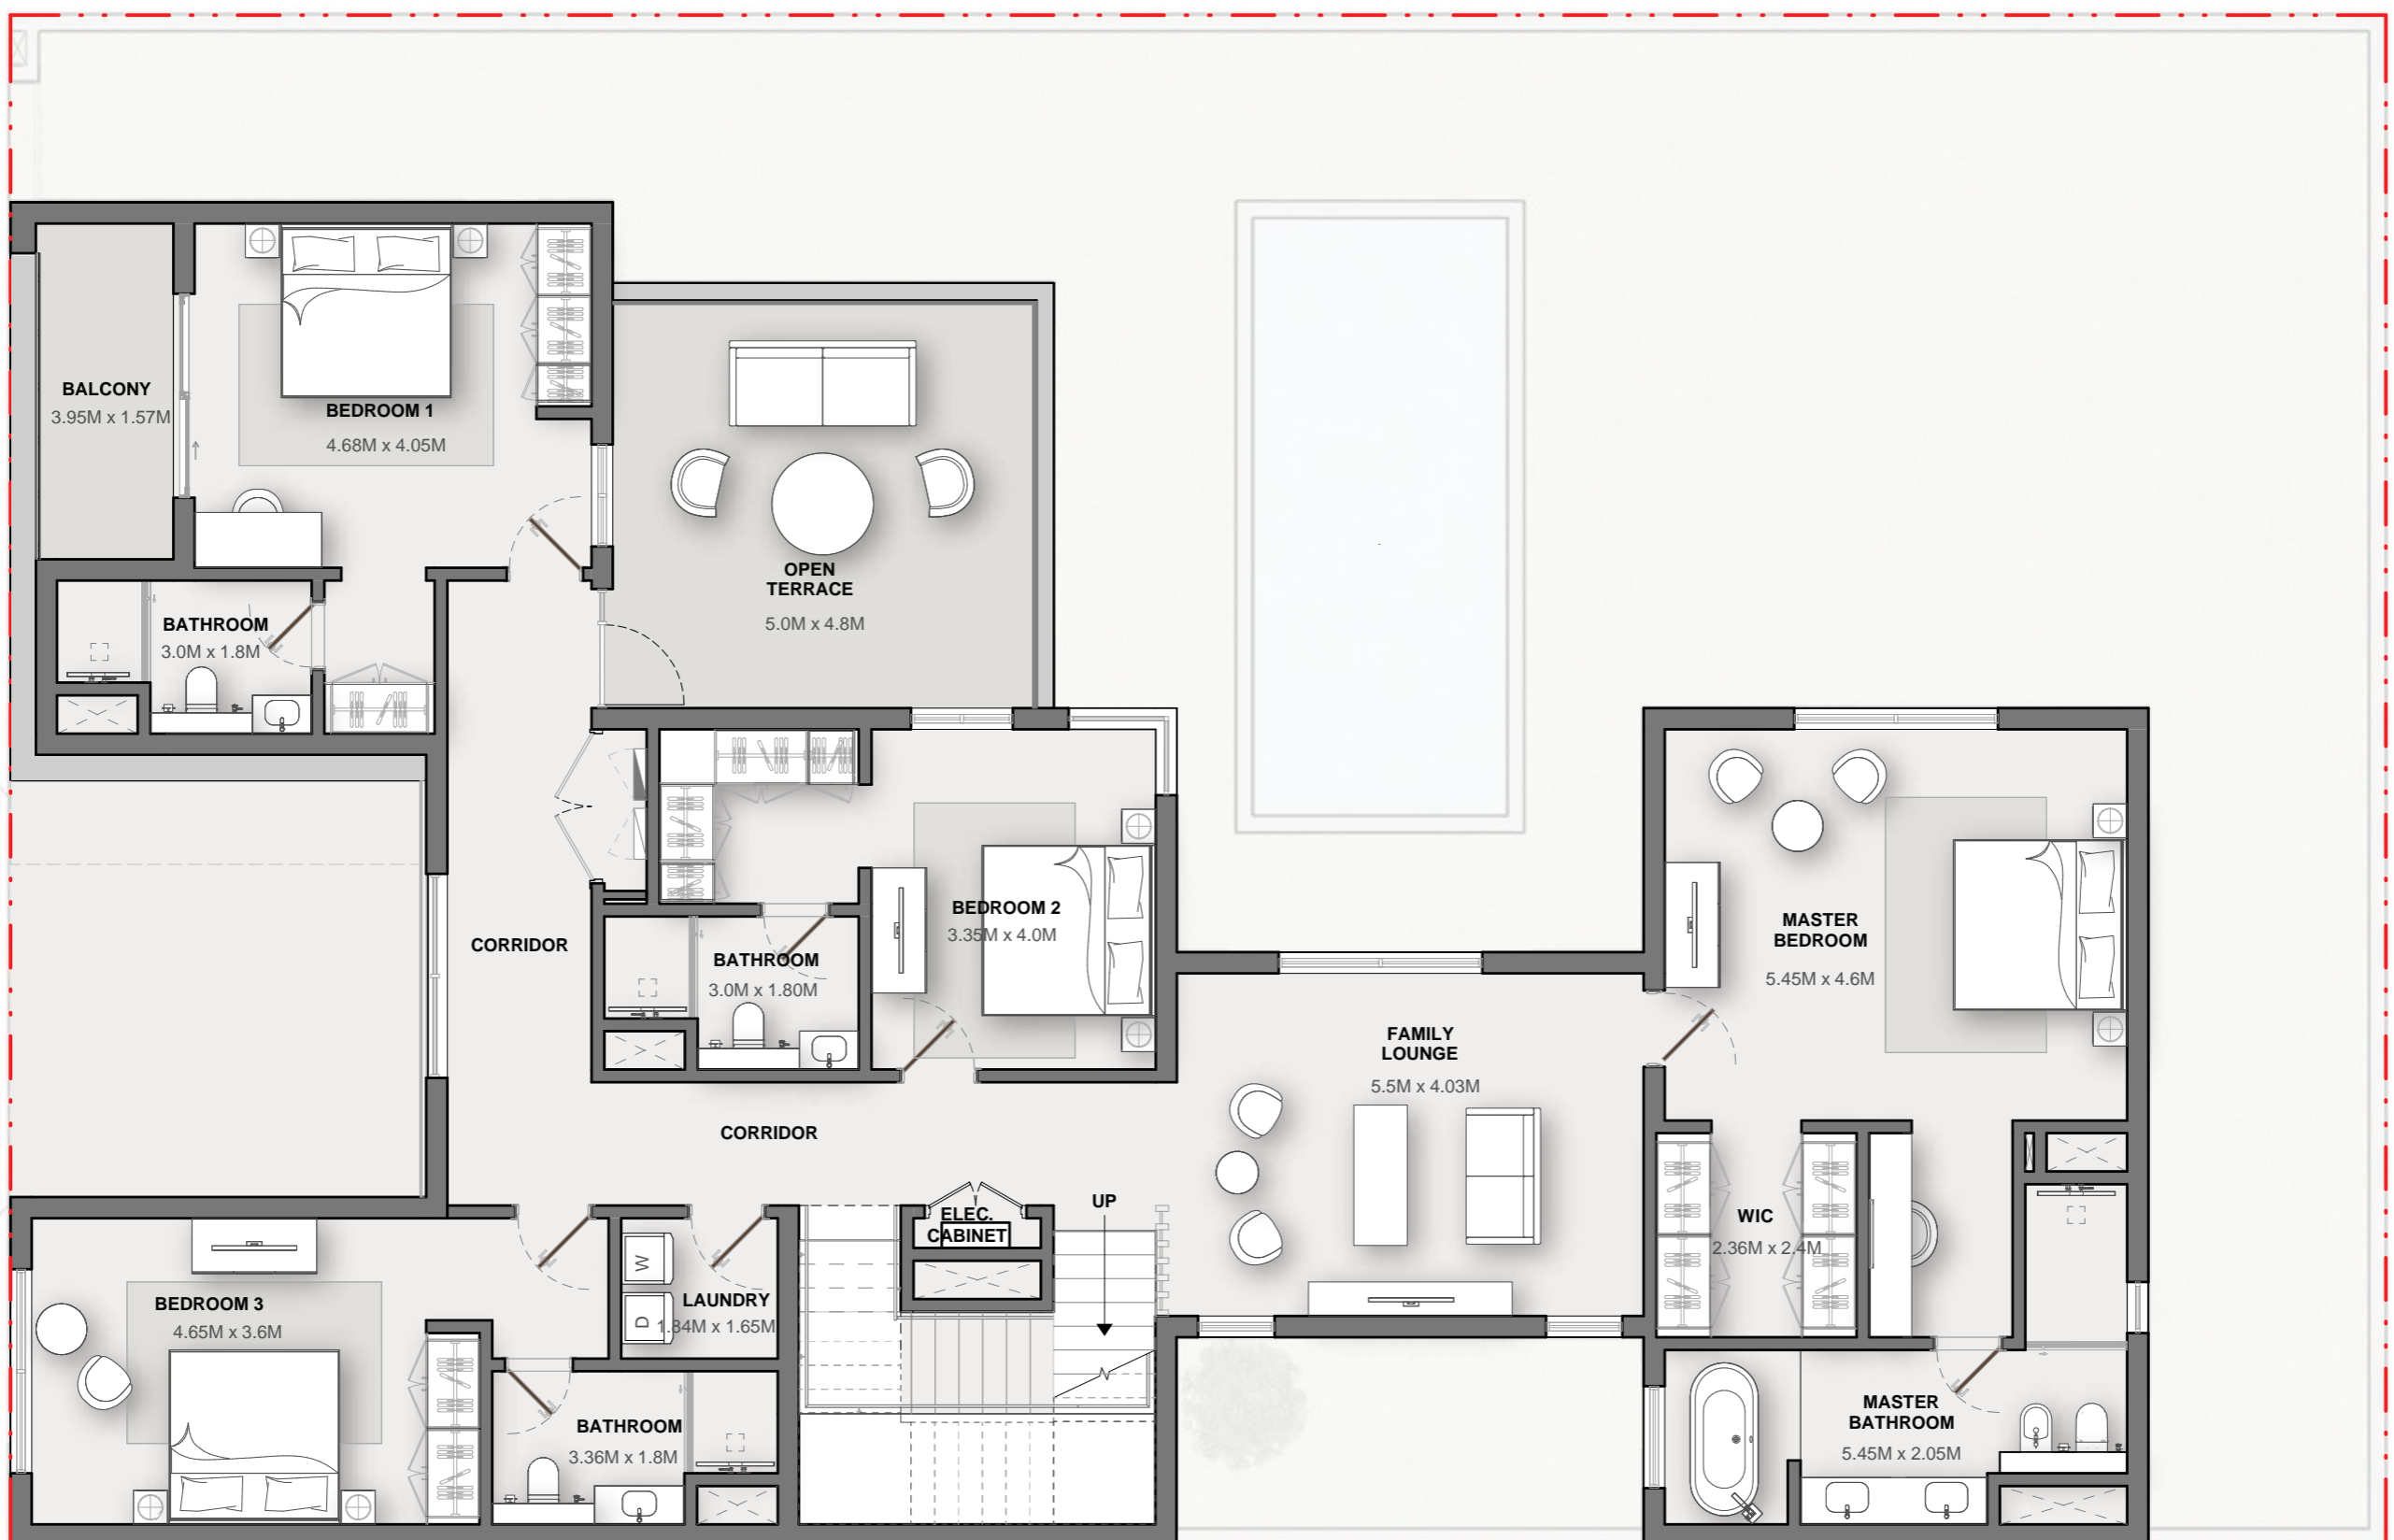 BALCONY
3.95M x 1.57M
BEDROOM 1
4.68M x 4.05M
OPEN
TERRACE
5.0M x 4.8M
BATHROOM
3.0M x 1.8M
CORRIDOR
BATHROOM
3.0M x 1.80M
BEDROOM 2
3.35M x 4.0M
MASTER
BEDROOM
5.45M x 4.6M
FAMILY
LOUNGE
5.5M x 4.03M
CORRIDOR
UP
ELEC.
CABINET
WIC
2.36M x 2.4M
BEDROOM 3
4.65M x 3.6M
W
D
LAUNDRY
1.84M x 1.65M
BATHROOM
3.36M x 1.8M
MASTER
BATHROOM
5.45M x 2.05M